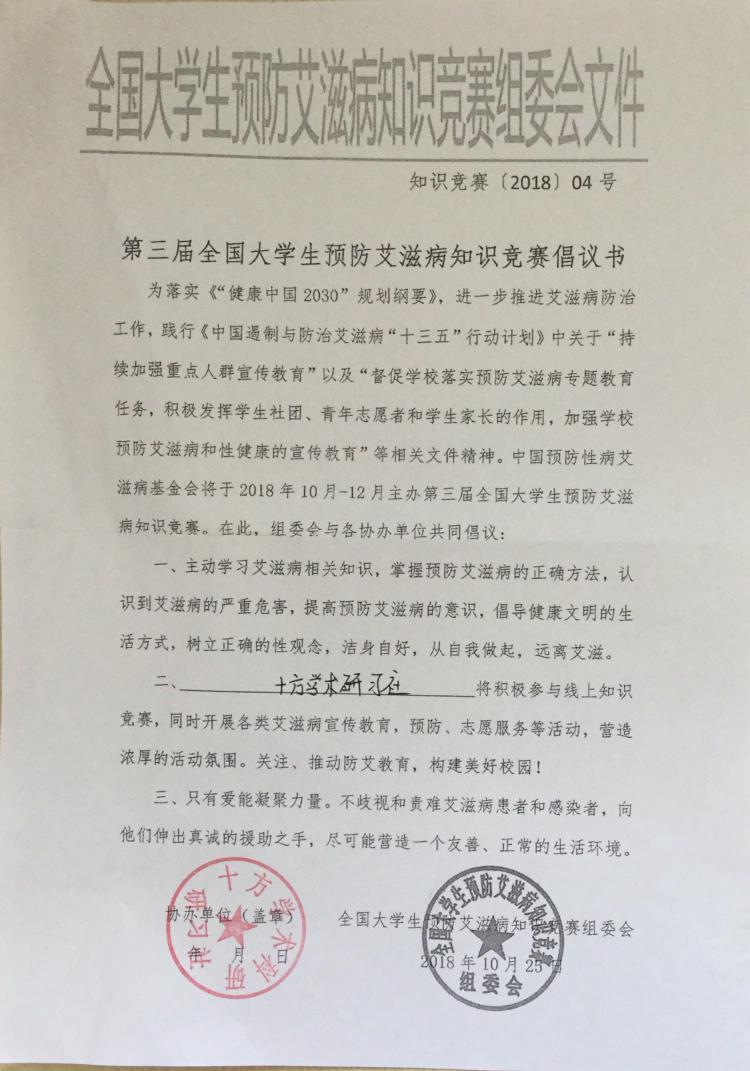 全国大学生预防艾滋病知识竞赛组委会文件
知识竞赛〔2018〕04号
第三届全国大学生预防艾滋病知识竞赛倡议书
为落实《“健康中国2030”规划纲要》，进一步推进艾滋病防治
工作，践行《中国遏制与防治艾滋病“十三五”行动计划》中关于“持
续加强重点人群宣传教育”以及“督促学校落实预防艾滋病专题教育
任务，积极发挥学生社团、青年志愿者和学生家长的作用，加强学校
预防艾滋病和性健康的宣传教育”等相关文件精神。中国预防性病艾
滋病基金会将于2018年10月-12月主办第三届全国大学生预防艾滋
病知识竞赛。在此，组委会与各协办单位共同倡议：
一、主动学习艾滋病相关知识，掌握预防艾滋病的正确方法，认
识到艾滋病的严重危害，提高预防艾滋病的意识，倡导健康文明的生
活方式，树立正确的性观念，洁身自好，从自我做起，远离艾滋。
二、十方学术研习社将积极参与线上知识
竞赛，同时开展各类艾滋病宣传教育，预防、志愿服务等活动，营造
浓厚的活动氛围。关注、推动防艾教育，构建美好校园！
三、只有爱能凝聚力量。不歧视和责难艾滋病患者和感染者，向
他们伸出真诚的援助之手，尽可能营造一个友善、正常的生活环境。
协办单位（盖章） 全国大学生预防艾滋病知识竞赛组委会
年 月 日 2018年10月25日
十方学术科研研习社
全国大学生预防艾滋病知识竞赛
组委会